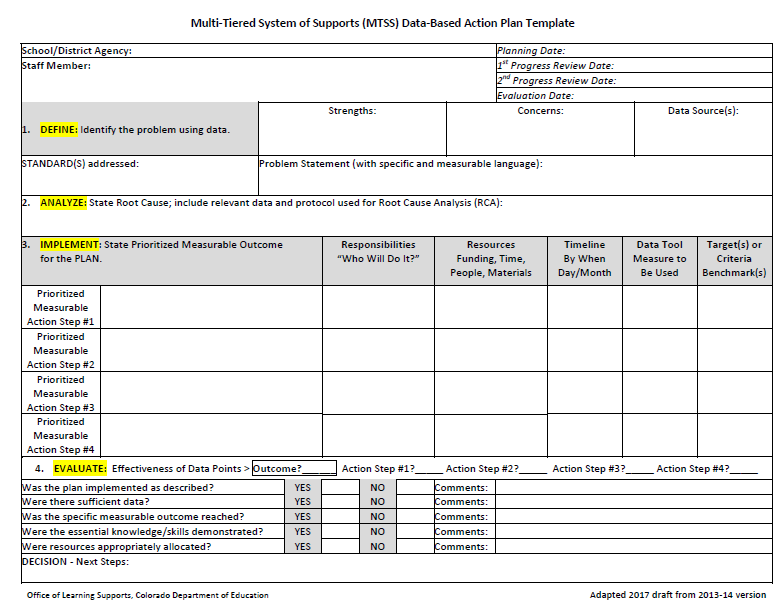 Multi-Tiered System of Supports (MTSS) Data-Based Action Plan Template
School/District Agency:
Planning Date:
Staff Member:
1st Progress Review Date:
2nd Progress Review Date:
Evaluation Date:
1. DEFINE: Identify the problem using data.
Strengths:
Concerns:
Data Source(s):
STANDARD(S) addressed:
Problem Statement (with specific and measurable language):
2. ANALYZE: State Root Cause; include relevant data and protocol used for Root Cause Analysis (RCA):
3. IMPLEMENT: State Prioritized Measurable Outcome
for the PLAN.
Responsibilities
“Who Will Do It?”
Resources
Funding, Time,
People, Materials
Timeline
By When
Day/Month
Data Tool
Measure to
Be Used
Target(s) or
Criteria
Benchmark(s)
Prioritized
Measurable
Action Step #1
Prioritized
Measurable
Action Step #2
Prioritized
Measurable
Action Step #3
Prioritized
Measurable
Action Step #4
4. EVALUATE: Effectiveness of Data Points > Outcome?______ Action Step #1?_____ Action Step #2?_____ Action Step #3?_____ Action Step #4?_____
Was the plan implemented as described? YES NO Comments:
Were there sufficient data? YES NO Comments:
Was the specific measurable outcome reached? YES NO Comments:
Were the essential knowledge/skills demonstrated? YES NO Comments:
Were resources appropriately allocated? YES NO Comments:
DECISION - Next Steps:
Office of Learning Supports, Colorado Department of Education
Adapted 2017 draft from 2013-14 version